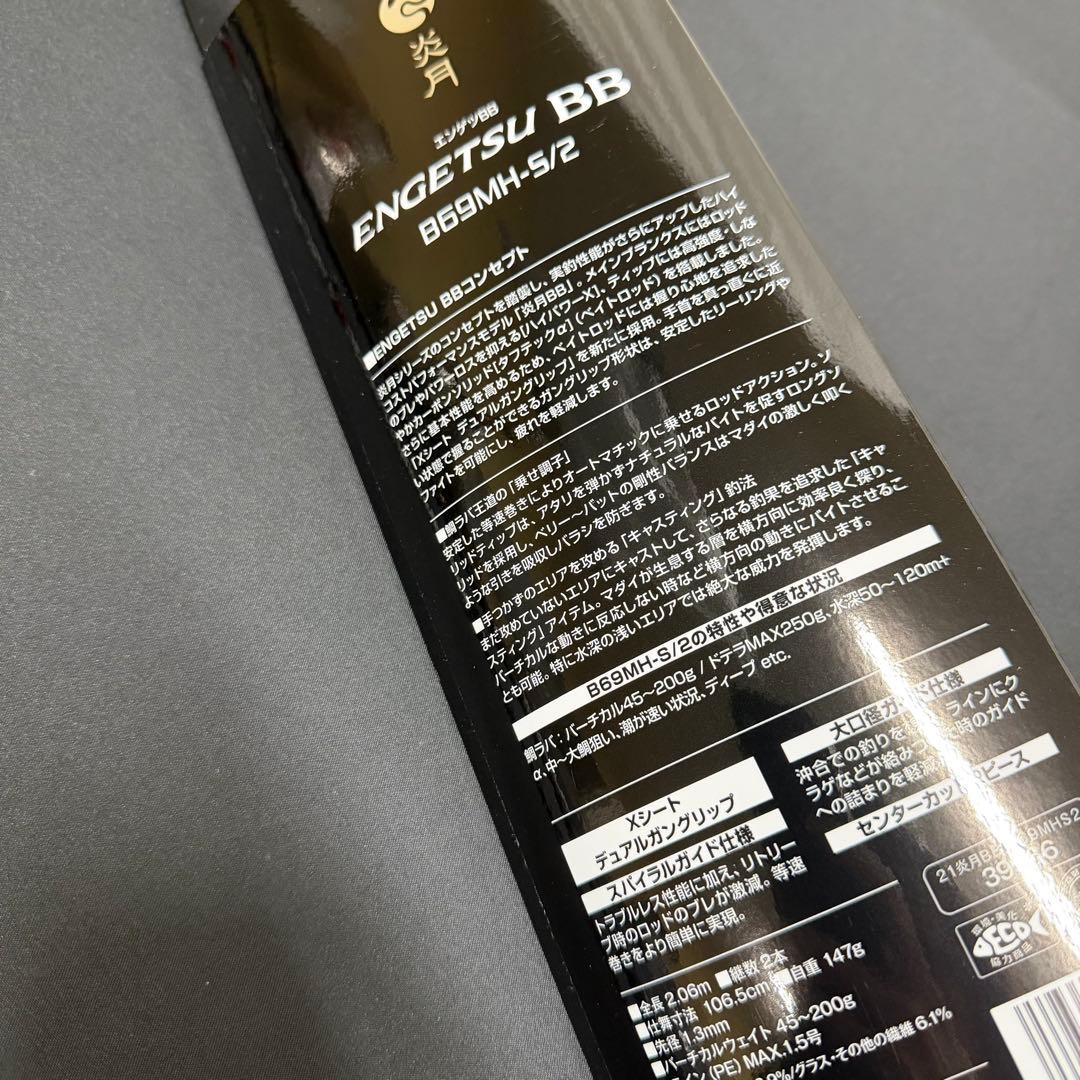 炎月
エンゲツBB
ENGETSU BB
B69MH-S/2
■ENGETSU BBコンセプト
炎月シリーズのコンセプトを踏襲し、実釣性能がさらにアップしたハイ
コストパフォーマンスモデル「炎月BB」。メインブランクスにはロッド
のブレやパワーロスを抑える[ハイパワーX]、ティップには高強度・しな
やかカーボンソリッド[タフテックα](ベイトロッド)を搭載しました。
さらに基本性能を高めるため、ベイトロッドには握り心地を追求した
「Xシート デュアルガングリップ」を新たに採用。手首を真っ直ぐに近
い状態で握ることができるガングリップ形状は、安定したリーリングや
ファイトを可能にし、疲れを軽減します。
■鯛ラバ王道の「乗せ調子」
安定した等速巻きによりオートマチックに乗せるロッドアクション。ソ
リッドティップは、アタリを弾かずナチュラルなバイトを促すロングソ
リッドを採用し、ベリー〜バットの剛性バランスはマダイの激しく叩く
ような引きを吸収しバラシを防ぎます。
■手つかずのエリアを攻める「キャスティング」釣法
まだ攻めていないエリアにキャストして、さらなる釣果を追求した「キャ
スティング」アイテム。マダイが生息する層を横方向に効率良く探り、
バーチカルな動きに反応しない時など横方向の動きにバイトさせるこ
とも可能。特に水深の浅いエリアでは絶大な威力を発揮します。
B69MH-S/2の特性や得意な状況
鯛ラバ:バーチカル45〜200g / ドテラMAX250g、水深50〜120m+
α、中〜大鯛狙い、潮が速い状況、ディープ etc.
Xシート
デュアルガングリップ
スパイラルガイド仕様
トラブルレス性能に加え、リトリー
ブ時のロッドのブレが激減。等速
巻きをより簡単に実現。
大口径ガ ド仕様
沖合での釣りを ラインにク
ラゲなどが絡みつ 時のガイド
への詰まりを軽減
センターカット ピース
21炎月B 9MHS2
39 6
環境・美化
DECO
協力商品
■全長 2.06m ■継数 2本
■仕舞寸法 106.5cm ■自重 147g
■先径 1.3mm
■バーチカルウェイト 45〜200g
イン(PE) MAX.1.5号
9%/グラス・その他の繊維 6.1%